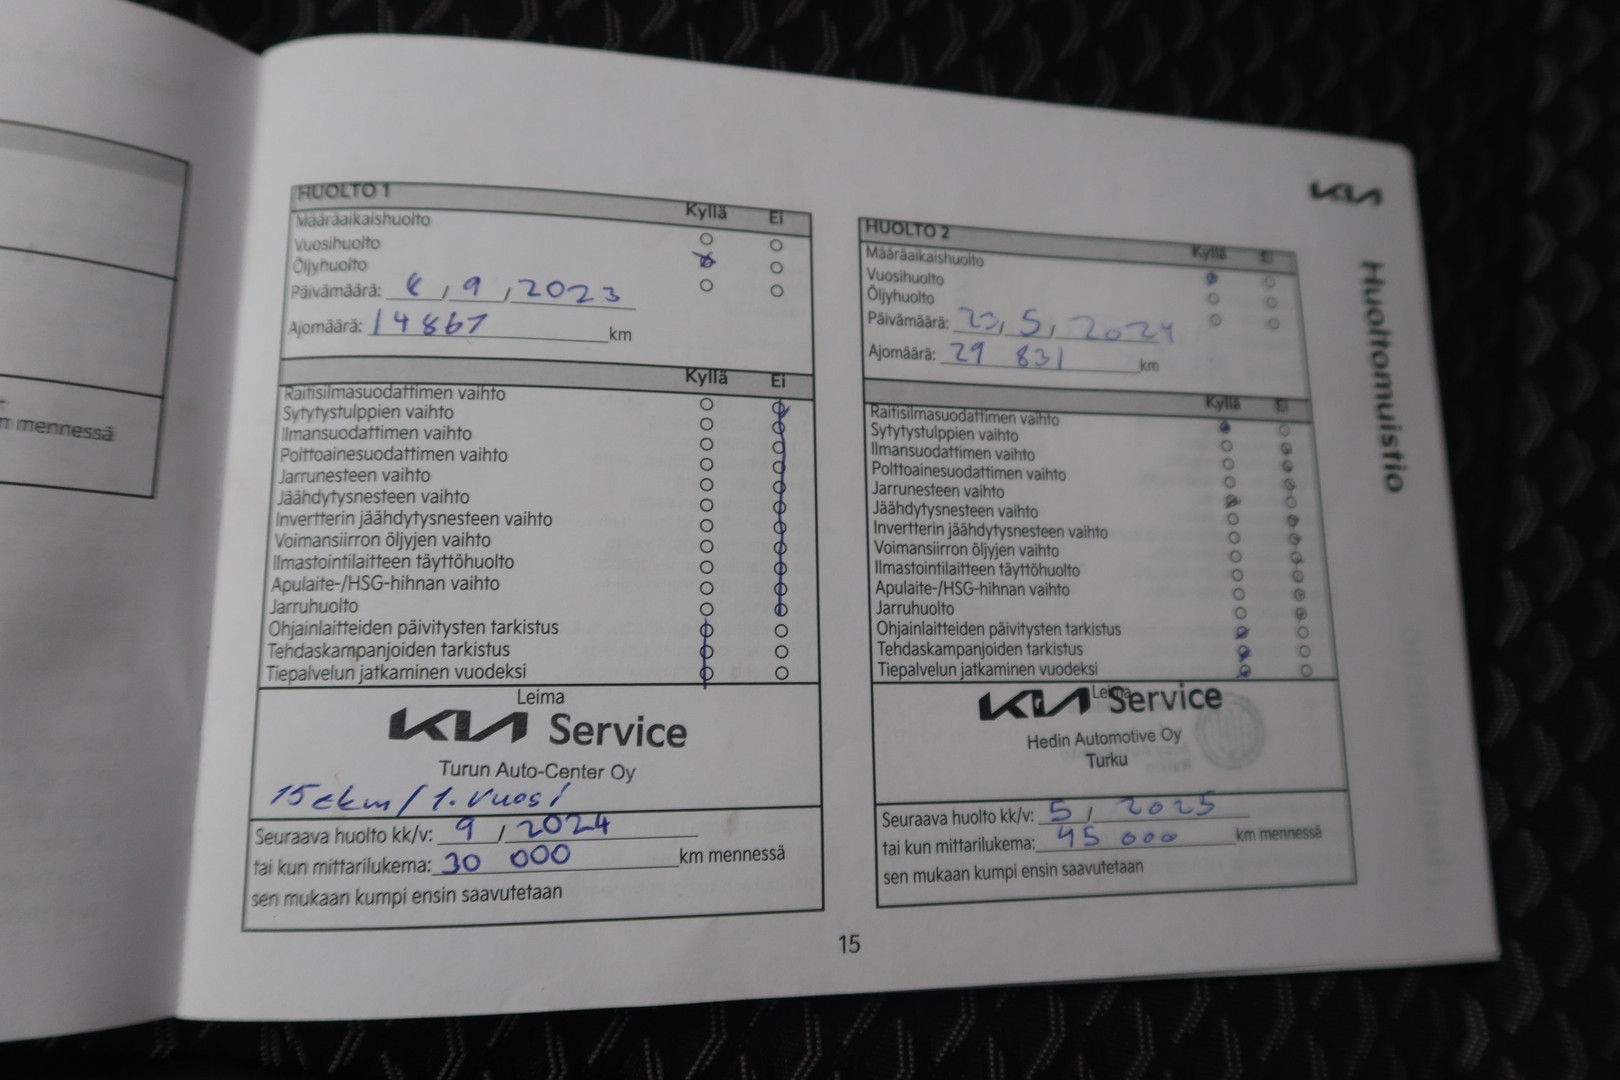 n mennessä
KIA
Huoltomuistio
HUOLTO 1
Kyllä Ei
Määräaikaishuolto
Vuosihuolto
Öljyhuolto
Päivämäärä: 8 , 9 , 2023
Ajomäärä: 14867 km
Kyllä Ei
Raitisilmasuodattimen vaihto
Sytytystulppien vaihto
Ilmansuodattimen vaihto
Polttoainesuodattimen vaihto
Jarrunesteen vaihto
Jäähdytysnesteen vaihto
Invertterin jäähdytysnesteen vaihto
Voimansiirron öljyjen vaihto
Ilmastointilaitteen täyttöhuolto
Apulaite-/HSG-hihnan vaihto
Jarruhuolto
Ohjainlaitteiden päivitysten tarkistus
Tehdaskampanjoiden tarkistus
Tiepalvelun jatkaminen vuodeksi
Leima
KIA Service
Turun Auto-Center Oy
15tkm / 1. vuosi
Seuraava huolto kk/v: 9 / 2024
tai kun mittarilukema: 30 000 km mennessä
sen mukaan kumpi ensin saavutetaan
HUOLTO 2
Kyllä Ei
Määräaikaishuolto
Vuosihuolto
Öljyhuolto
Päivämäärä: 23, 5, 2024
Ajomäärä: 29 831 km
Kyllä Ei
Raitisilmasuodattimen vaihto
Sytytystulppien vaihto
Ilmansuodattimen vaihto
Polttoainesuodattimen vaihto
Jarrunesteen vaihto
Jäähdytysnesteen vaihto
Invertterin jäähdytysnesteen vaihto
Voimansiirron öljyjen vaihto
Ilmastointilaitteen täyttöhuolto
Apulaite-/HSG-hihnan vaihto
Jarruhuolto
Ohjainlaitteiden päivitysten tarkistus
Tehdaskampanjoiden tarkistus
Tiepalvelun jatkaminen vuodeksi
Leima
KIA Service
Hedin Automotive Oy
Turku
Seuraava huolto kk/v: 5 / 2025
tai kun mittarilukema: 45 000 km mennessä
sen mukaan kumpi ensin saavutetaan
15